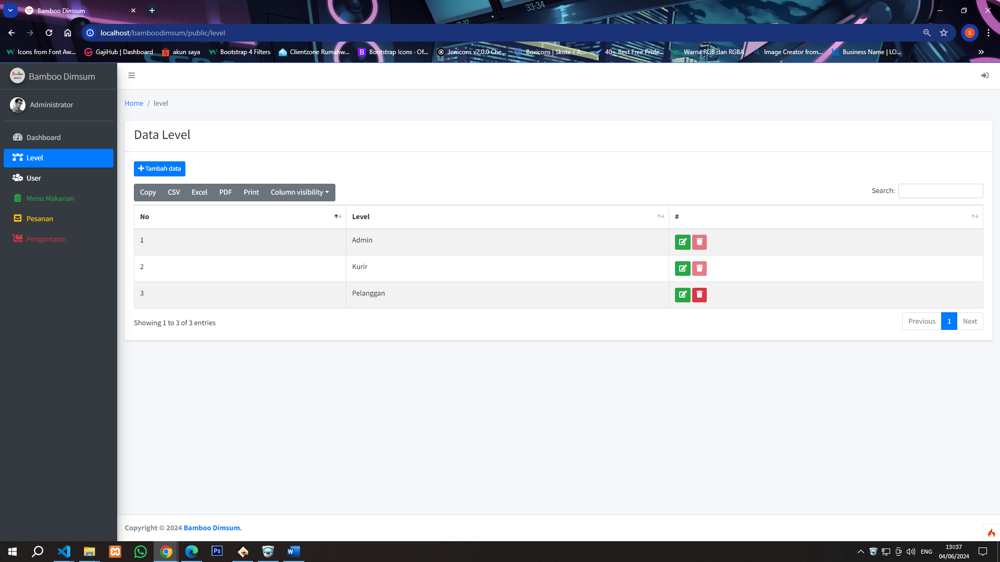 Bamboo Dimsum
localhost/bamboodimsum/public/level
S
Icons from Font Aw...
GajiHub | Dashboard
akun saya
Bootstrap 4 Filters
Clientzone Rumahw...
Bootstrap Icons · Of...
Ionicons v2.0.0 Che...
Boxicons | Skote - A...
40+ Best Free Profe...
Warna RGB dan RGBA
Image Creator from...
Business Name | LO...
33-34
Bamboo Dimsum
Administrator
Dashboard
Level
User
Menu Makanan
Pesanan
Pengantaran
Home / level
Data Level
Tambah data
Copy CSV Excel PDF Print Column visibility
Search:
No Level #
1 Admin
2 Kurir
3 Pelanggan
Showing 1 to 3 of 3 entries
Previous 1 Next
Copyright © 2024 Bamboo Dimsum.
Ps
ENG
13:37
04/06/2024